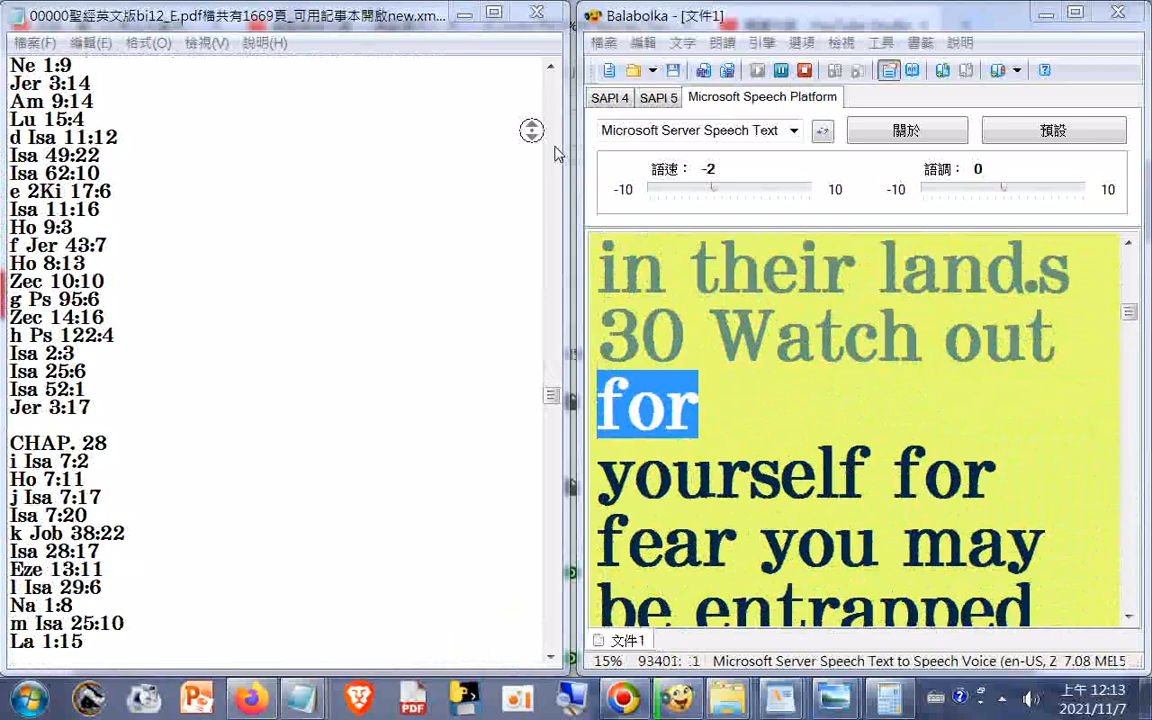 00000聖經英文版bi12_E.pdf檔共有1669頁_可用記事本開啟new.xm...
檔案(F) 編輯(E) 格式(O) 檢視(V) 說明(H)
Ne 1:9
Jer 3:14
Am 9:14
Lu 15:4
d Isa 11:12
Isa 49:22
Isa 62:10
e 2Ki 17:6
Isa 11:16
Ho 9:3
f Jer 43:7
Ho 8:13
Zec 10:10
g Ps 95:6
Zec 14:16
h Ps 122:4
Isa 2:3
Isa 25:6
Isa 52:1
Jer 3:17
CHAP. 28
i Isa 7:2
Ho 7:11
j Isa 7:17
Isa 7:20
k Job 38:22
Isa 28:17
Eze 13:11
l Isa 29:6
Na 1:8
m Isa 25:10
La 1:15
Balabolka - [文件1]
檔案 編輯 文字 朗讀 引擎 選項 檢視 工具 書籤 說明
SAPI 4 SAPI 5 Microsoft Speech Platform
Microsoft Server Speech Text 關於 預設
語速： -2 語調： 0
-10 10 -10 10
in their land.s
30 Watch out
for
yourself for
fear you may
be entrapped
文件1
15% 93401: .1 Microsoft Server Speech Text to Speech Voice (en-US, Z 7.08 ME15
上午 12:13
2021/11/7